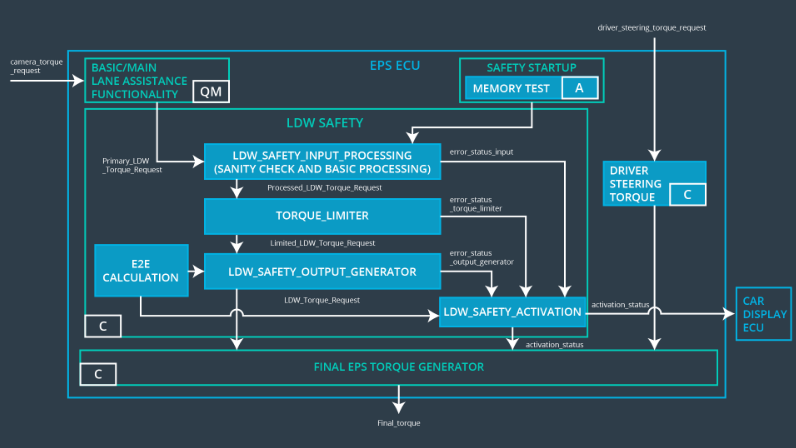 driver_steering_torque_request
camera_torque
_request
EPS ECU
BASIC/MAIN
LANE ASSISTANCE
FUNCTIONALITY
QM
SAFETY STARTUP
MEMORY TEST
A
LDW SAFETY
LDW_SAFETY_INPUT_PROCESSING
(SANITY CHECK AND BASIC PROCESSING)
error_status_input
Primary_LDW
_Torque_Request
Processed_LDW_Torque_Request
DRIVER
STEERING
TORQUE
C
TORQUE_LIMITER
error_status
_torque_limiter
Limited_LDW_Torque_Request
E2E
CALCULATION
LDW_SAFETY_OUTPUT_GENERATOR
error_status
_output_generator
LDW_Torque_Request
LDW_SAFETY_ACTIVATION
activation_status
CAR
DISPLAY
ECU
C
activation_status
FINAL EPS TORQUE GENERATOR
C
Final_torque